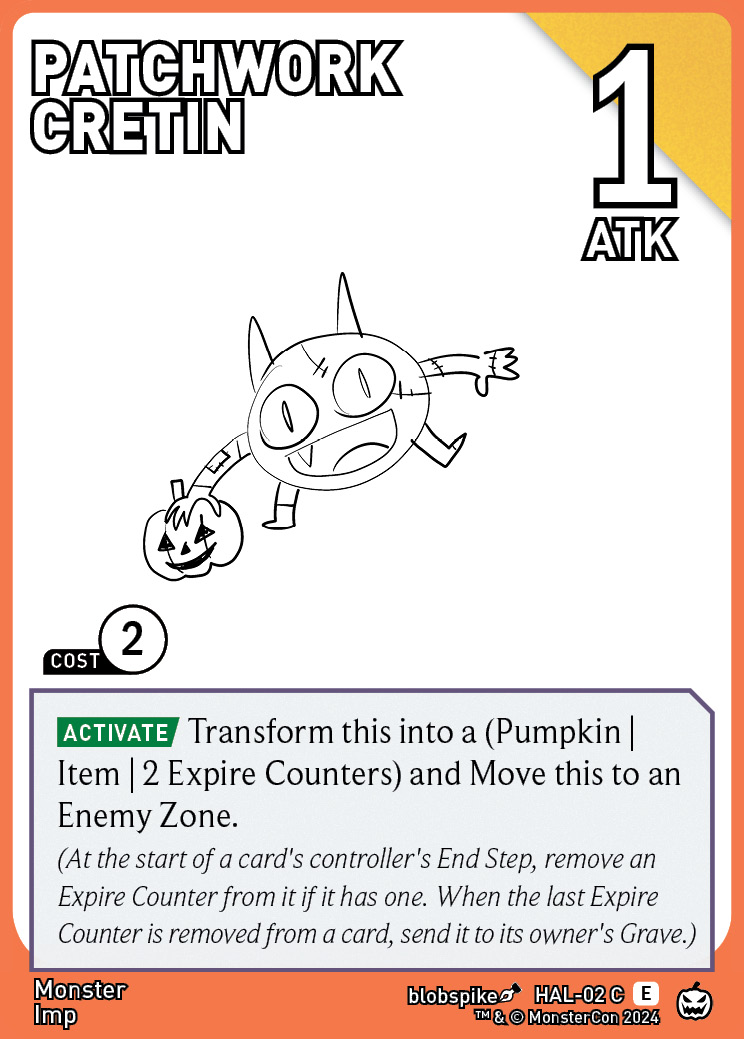 PATCHWORK
CRETIN
1
ATK
COST 2
ACTIVATE Transform this into a (Pumpkin |
Item | 2 Expire Counters) and Move this to an
Enemy Zone.
(At the start of a card's controller's End Step, remove an
Expire Counter from it if it has one. When the last Expire
Counter is removed from a card, send it to its owner's Grave.)
Monster
Imp
blobspike HAL-02 C E
™ & © MonsterCon 2024